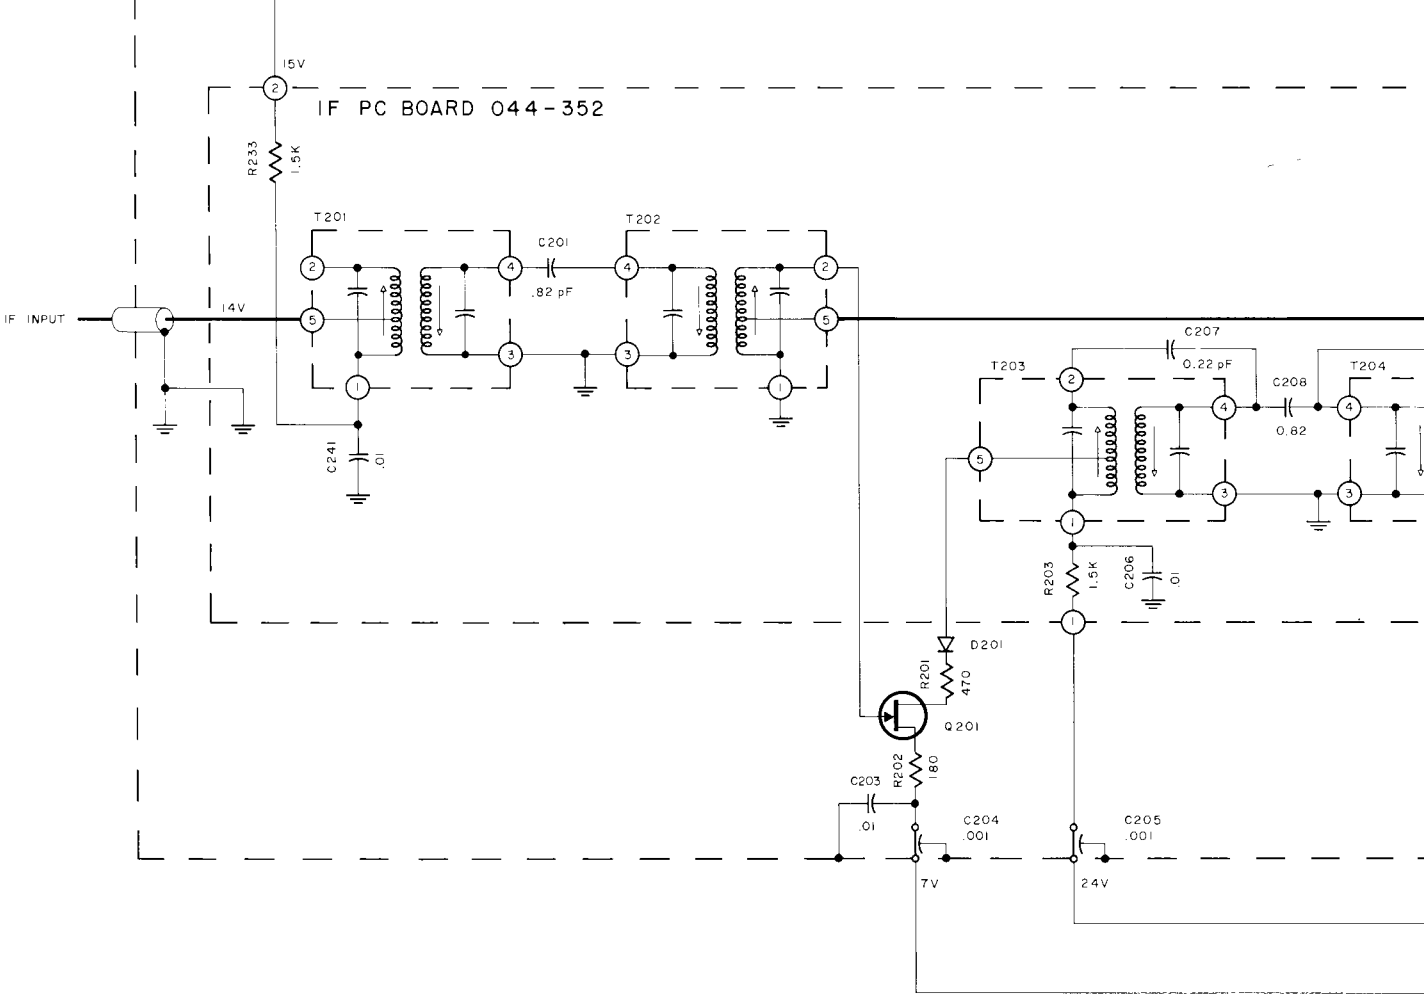 15V
2
IF PC BOARD 044-352
R233
1.5K
T201
T202
C201
2
4
4
2
.82 pF
IF INPUT
14V
5
5
C207
3
3
0.22 pF
T203
2
C208
T204
1
1
4
4
0.82
C241
.01
5
3
3
1
R203
1.5K
C206
.01
1
D201
R201
470
Q201
R202
180
C203
.01
C204
.001
C205
.001
7V
24V